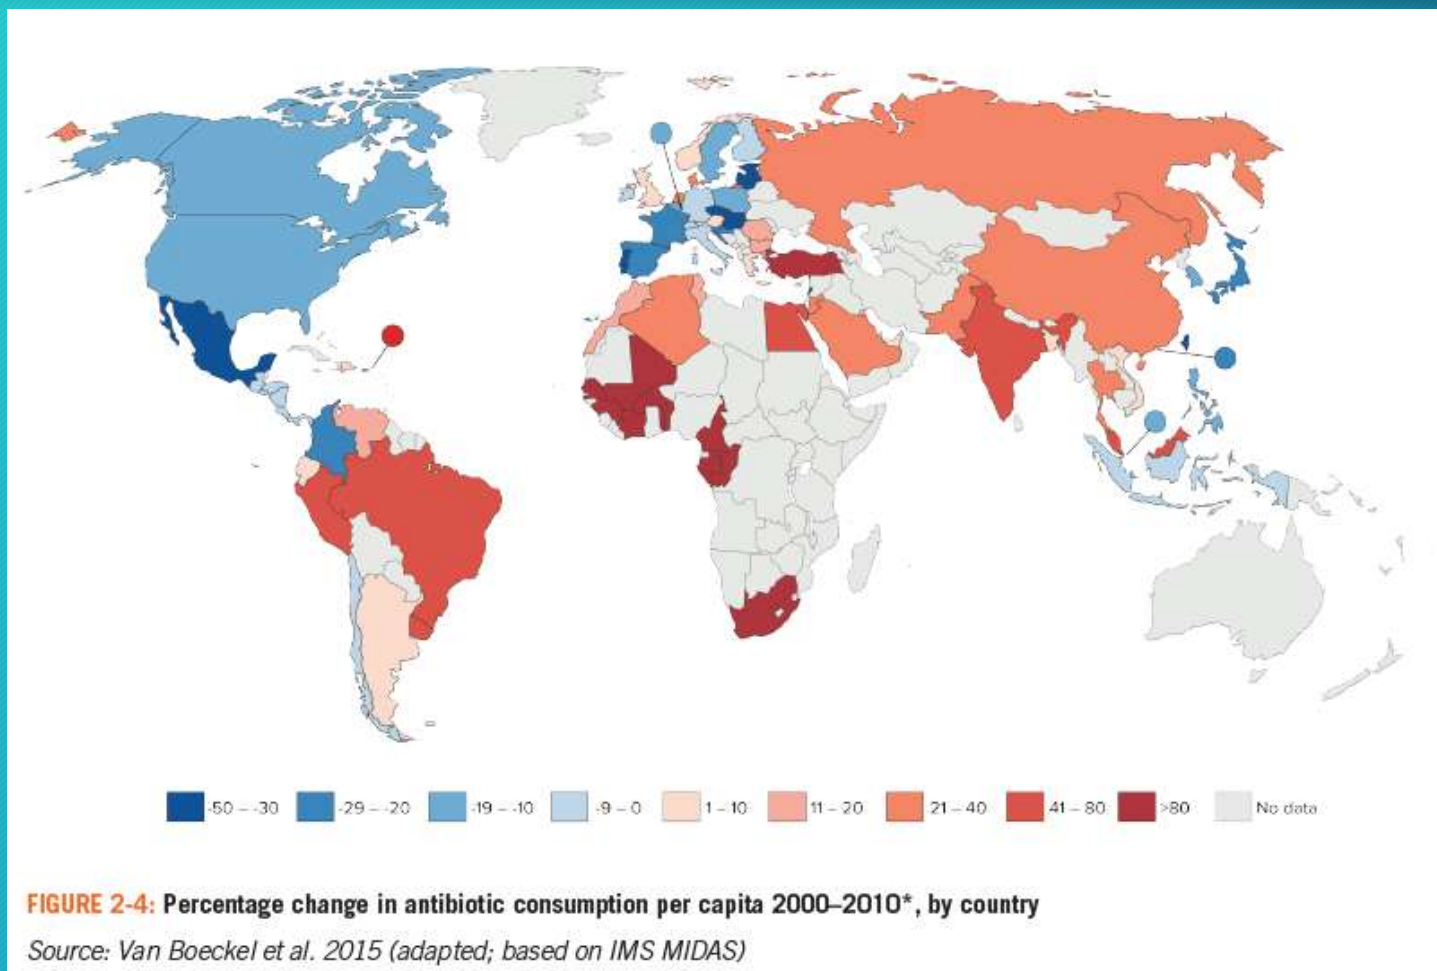 -50 – -30 -29 – -20 -19 – -10 -9 – 0 1 – 10 11 – 20 21 – 40 41 – 80 >80 No data
FIGURE 2-4: Percentage change in antibiotic consumption per capita 2000–2010*, by country
Source: Van Boeckel et al. 2015 (adapted; based on IMS MIDAS)